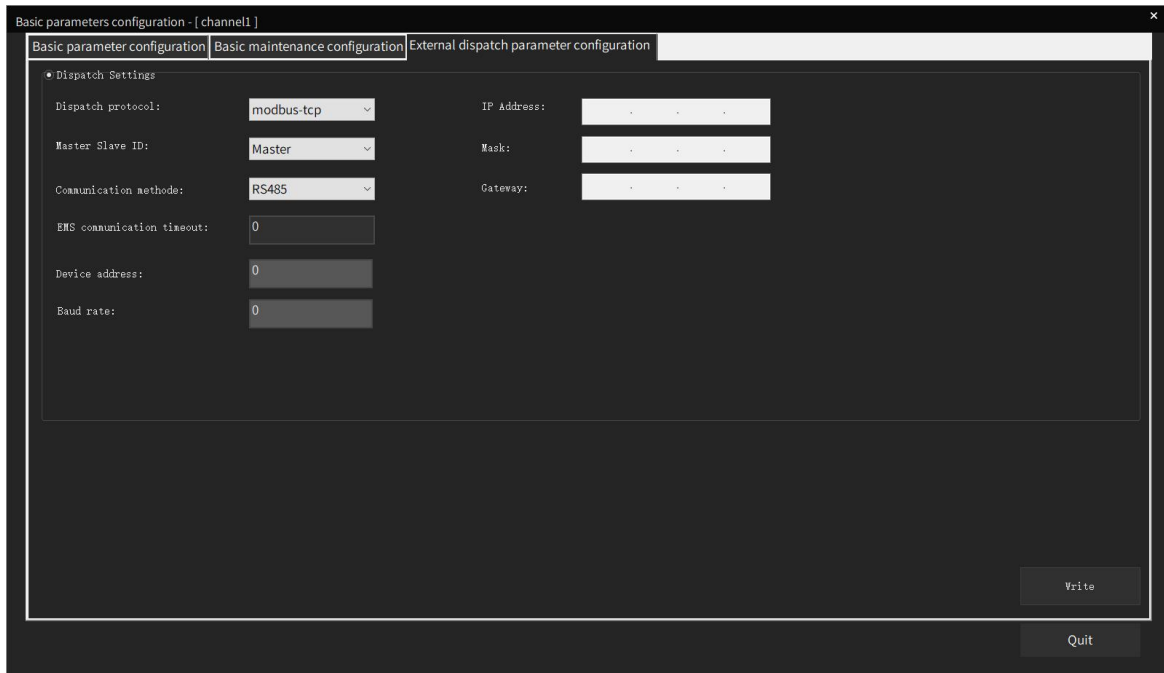 Basic parameters configuration - [ channel1 ]
×
Basic parameter configuration Basic maintenance configuration External dispatch parameter configuration
Dispatch Settings
Dispatch protocol: modbus-tcp IP Address: . . .
Master Slave ID: Master Mask: . . .
Communication methode: RS485 Gateway: . . .
EMS communication timeout: 0
Device address: 0
Baud rate: 0
Write
Quit